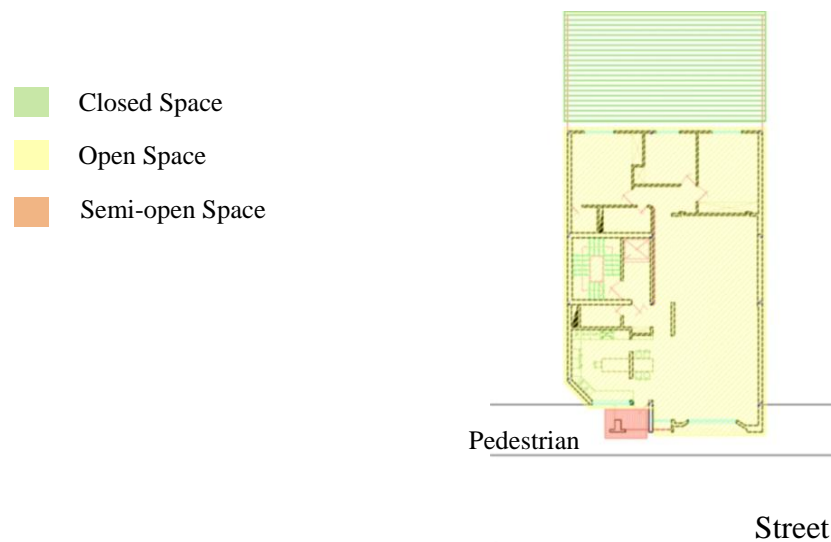 Closed Space
Open Space
Semi-open Space
Pedestrian
Street